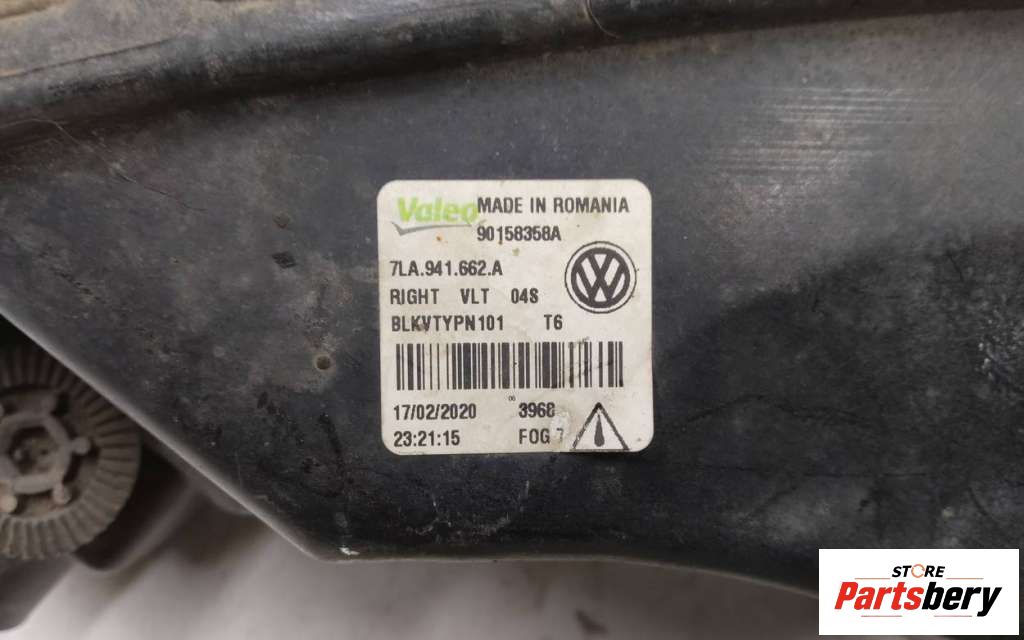 Valeo MADE IN ROMANIA
90158358A
7LA.941.662.A
RIGHT VLT 04S
BLKVTYPN101 T6
06
17/02/2020 3968
23:21:15 FOG 7
STORE
Partsbery